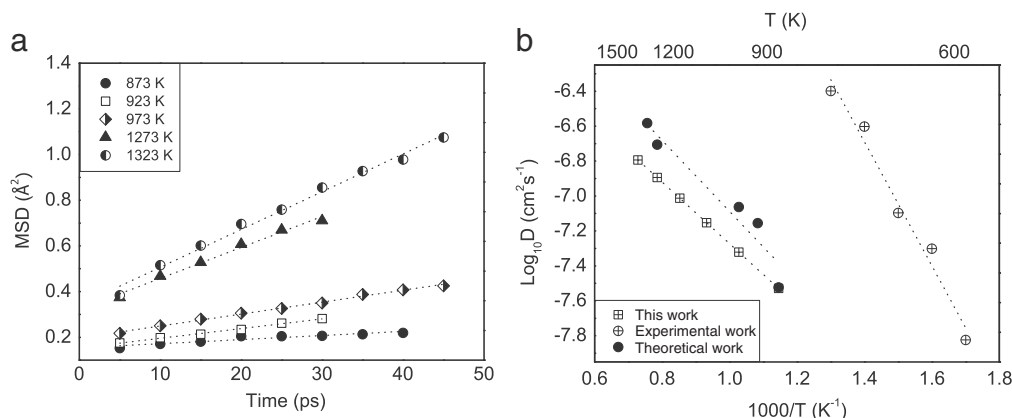 a
1.4
1.2
1.0
0.8
0.6
0.4
0.2
MSD (Å²)
873 K
923 K
973 K
1273 K
1323 K
0 10 20 30 40 50
Time (ps)
b
T (K)
1500 1200 900 600
-6.4
-6.6
-6.8
-7.0
-7.2
-7.4
-7.6
-7.8
Log₁₀D (cm²s⁻¹)
This work
Experimental work
Theoretical work
0.6 0.8 1.0 1.2 1.4 1.6 1.8
1000/T (K⁻¹)